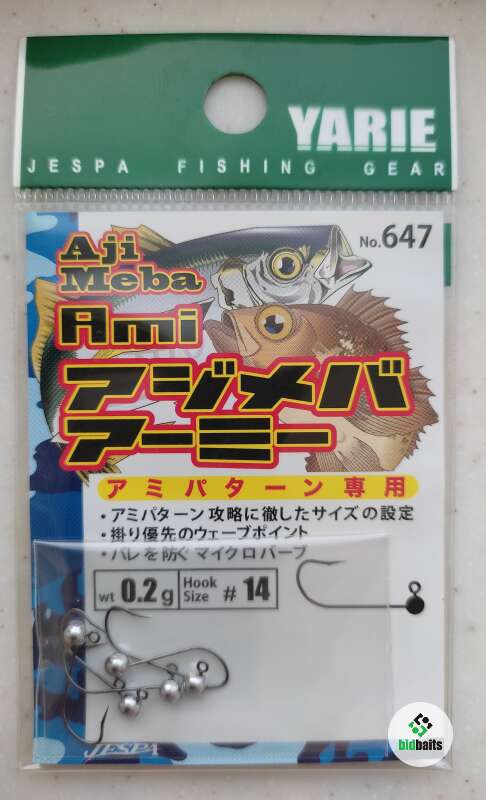 YARIE
JESPA FISHING GEAR
No.647
Aji
Meba
Ami
アジメバ
アーミー
アミパターン専用
・アミパターン攻略に徹したサイズの設定
・掛り優先のウェーブポイント
・バレを防ぐマイクロバーブ
wt 0.2g Hook Size #14
JESPA
bidbaits